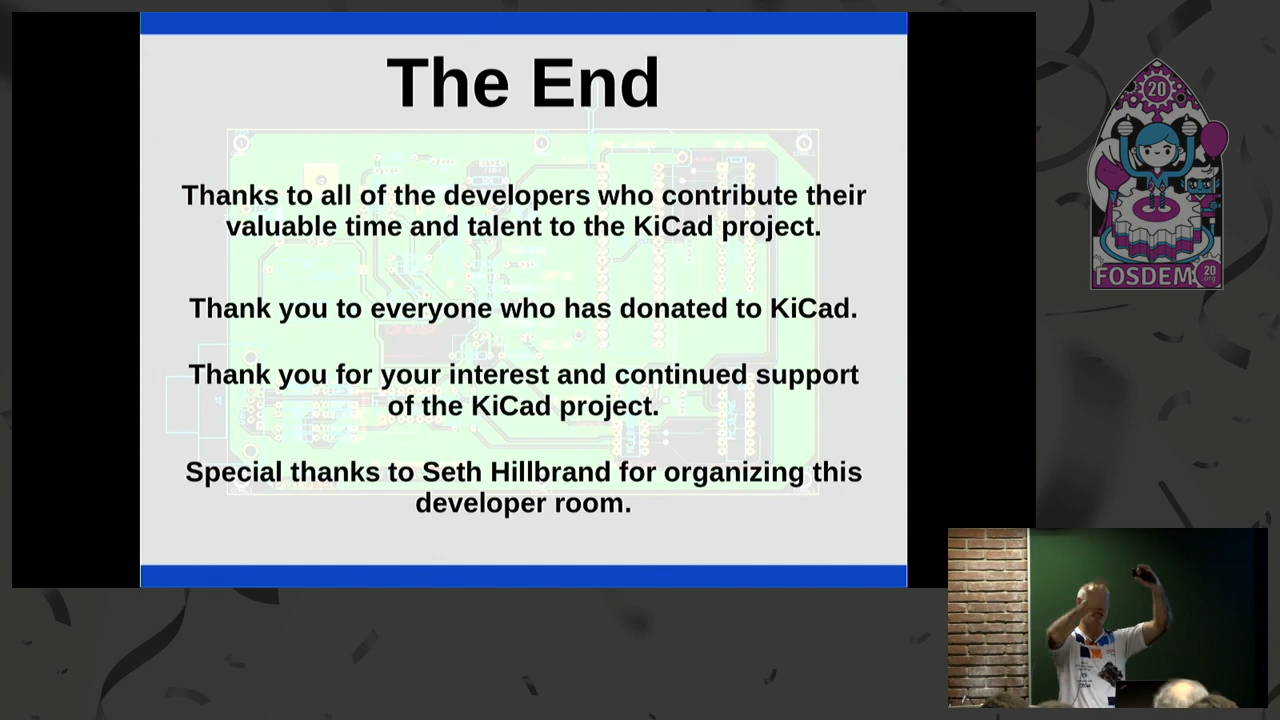 The End
Thanks to all of the developers who contribute their
valuable time and talent to the KiCad project.
Thank you to everyone who has donated to KiCad.
Thank you for your interest and continued support
of the KiCad project.
Special thanks to Seth Hillbrand for organizing this
developer room.
20
FOSDEM
20
.org